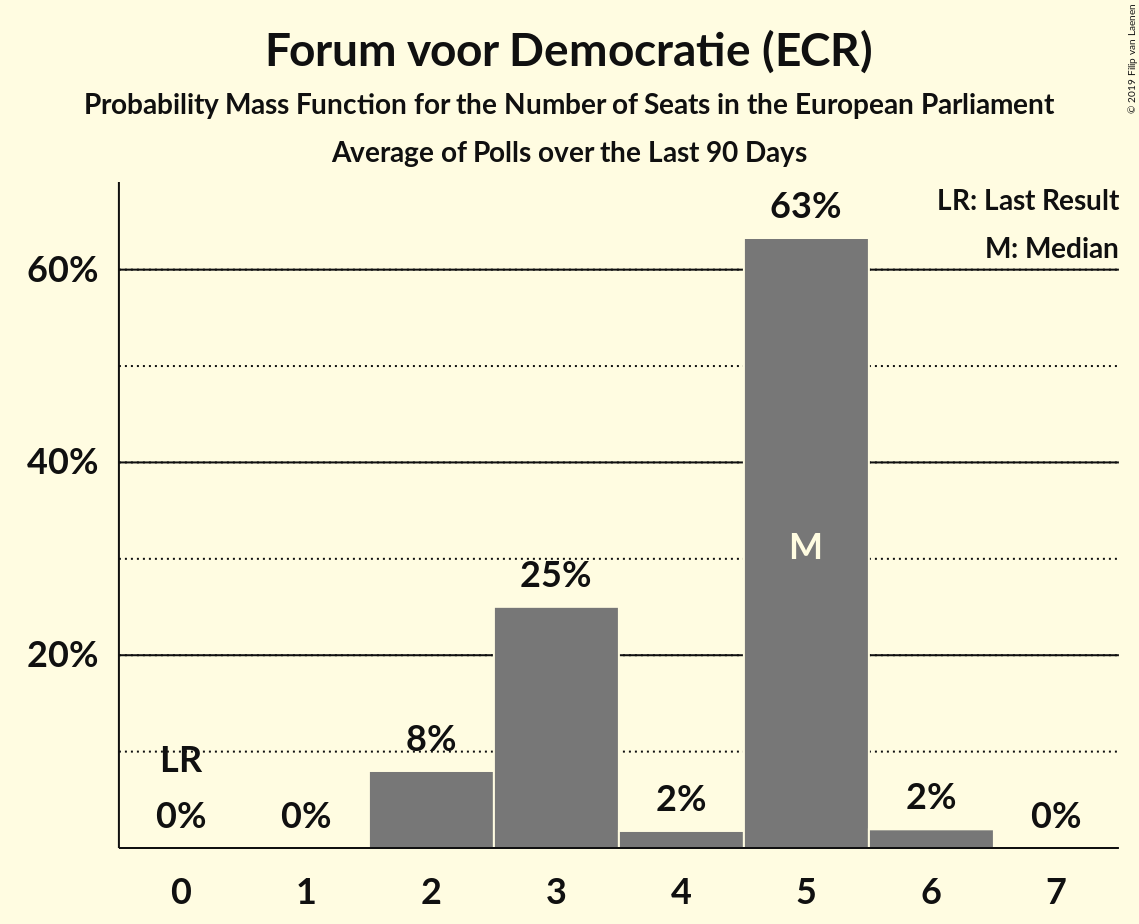 Forum voor Democratie (ECR)
Probability Mass Function for the Number of Seats in the European Parliament
Average of Polls over the Last 90 Days
© 2019 Filip van Laenen
LR: Last Result
M: Median
63%
60%
40%
M
25%
20%
8%
LR
0%
0%
2%
2%
0%
0 1 2 3 4 5 6 7